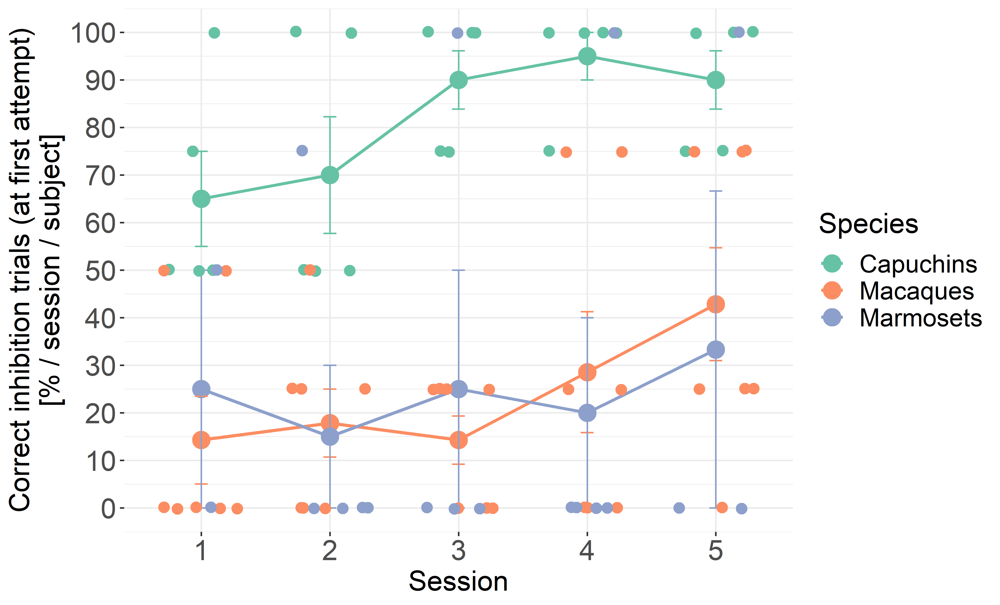 Correct inhibition trials (at first attempt)
[% / session / subject]
100
90
80
70
60
50
40
30
20
10
0
1 2 3 4 5
Session
Species
Capuchins
Macaques
Marmosets